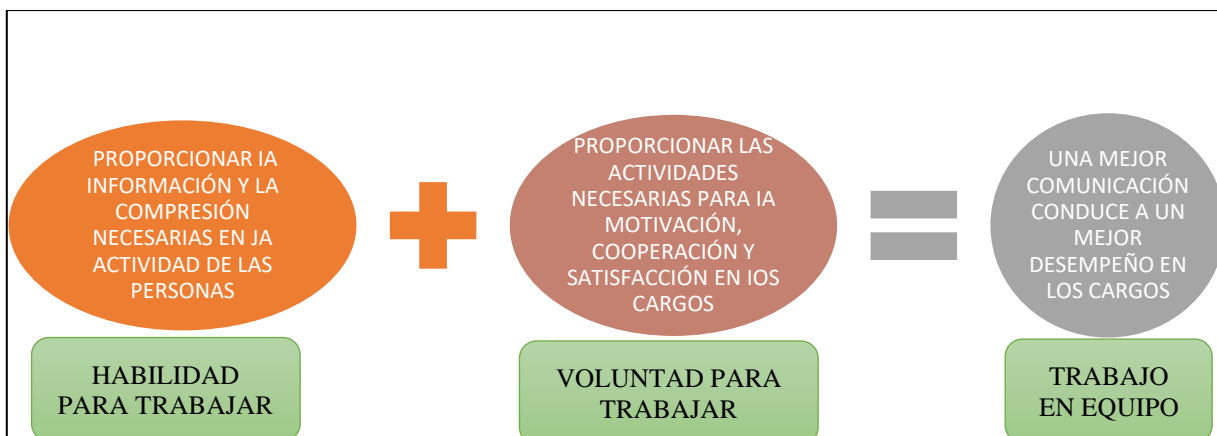 PROPORCIONAR IA
INFORMACIÓN Y LA
COMPRESIÓN
NECESARIAS EN JA
ACTIVIDAD DE LAS
PERSONAS
HABILIDAD
PARA TRABAJAR
PROPORCIONAR LAS
ACTIVIDADES
NECESARIAS PARA IA
MOTIVACIÓN,
COOPERACIÓN Y
SATISFACCIÓN EN IOS
CARGOS
VOLUNTAD PARA
TRABAJAR
UNA MEJOR
COMUNICACIÓN
CONDUCE A UN
MEJOR
DESEMPEÑO EN
LOS CARGOS
TRABAJO
EN EQUIPO